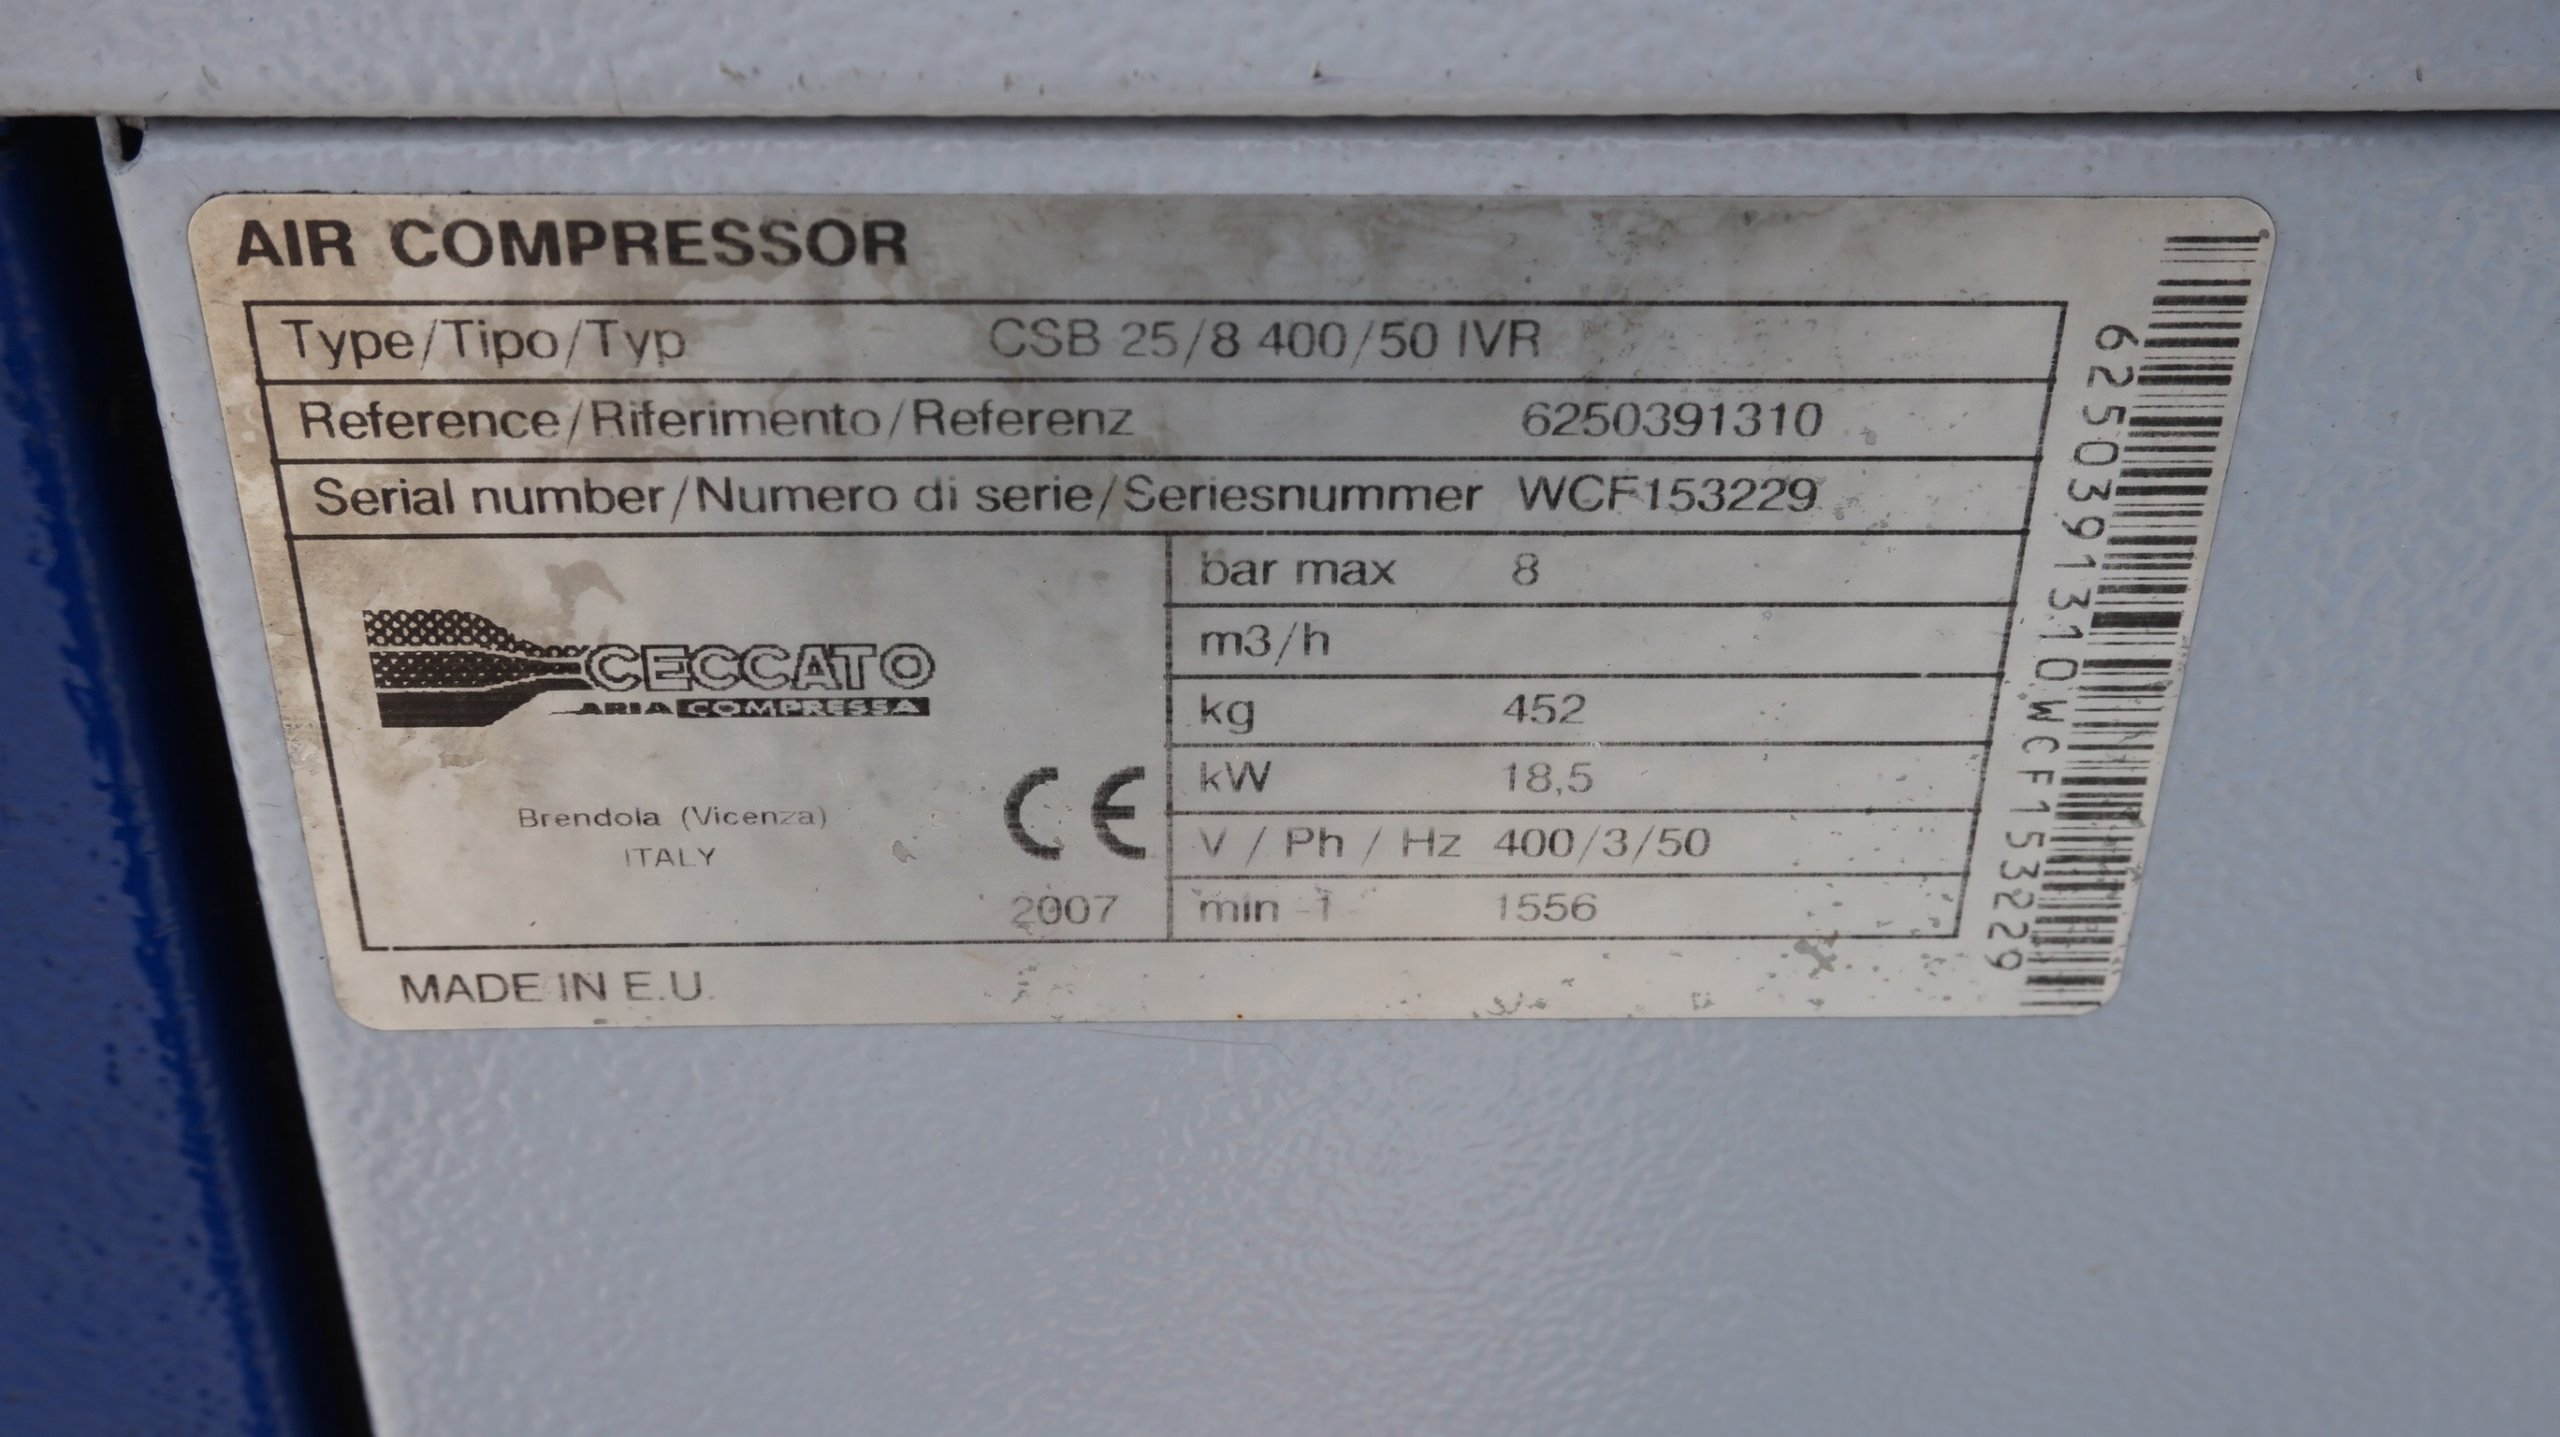 AIR COMPRESSOR
Type/Tipo/Typ CSB 25/8 400/50 IVR
Reference/Riferimento/Referenz 6250391310
Serial number/Numero di serie/Seriesnummer WCF153229
CECCATO
ARIA COMPRESSA
Brendola (Vicenza)
ITALY
CE
2007
bar max 8
m3/h
kg 452
kW 18,5
V / Ph / Hz 400/3/50
min -1 1556
MADE IN E.U.
6250391310WCF153229